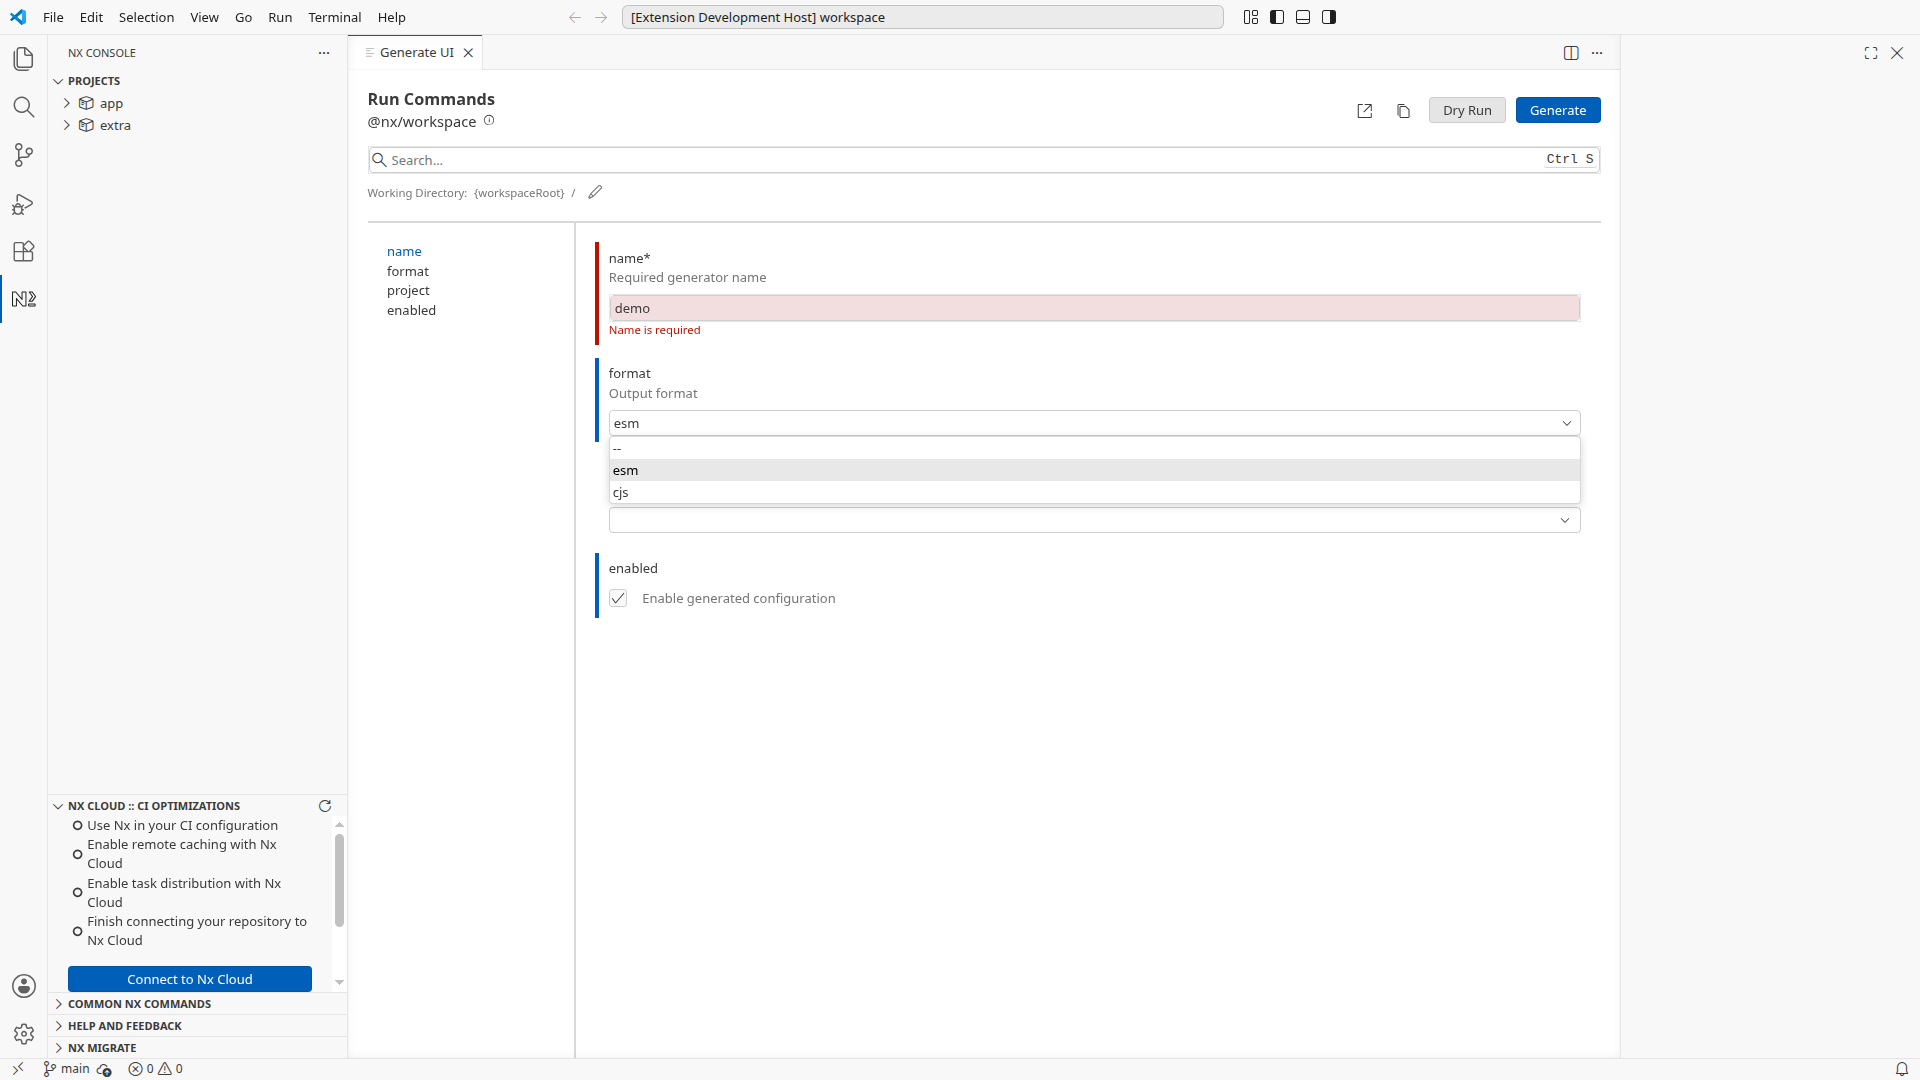 File Edit Selection View Go Run Terminal Help
[Extension Development Host] workspace
NX CONSOLE
PROJECTS
app
extra
NX CLOUD :: CI OPTIMIZATIONS
Use Nx in your CI configuration
Enable remote caching with Nx
Cloud
Enable task distribution with Nx
Cloud
Finish connecting your repository to
Nx Cloud
Connect to Nx Cloud
COMMON NX COMMANDS
HELP AND FEEDBACK
NX MIGRATE
Generate UI
Run Commands
@nx/workspace
Dry Run
Generate
Search...
Ctrl S
Working Directory: {workspaceRoot} /
name
format
project
enabled
name*
Required generator name
demo
Name is required
format
Output format
esm
--
esm
cjs
enabled
Enable generated configuration
main
0
0